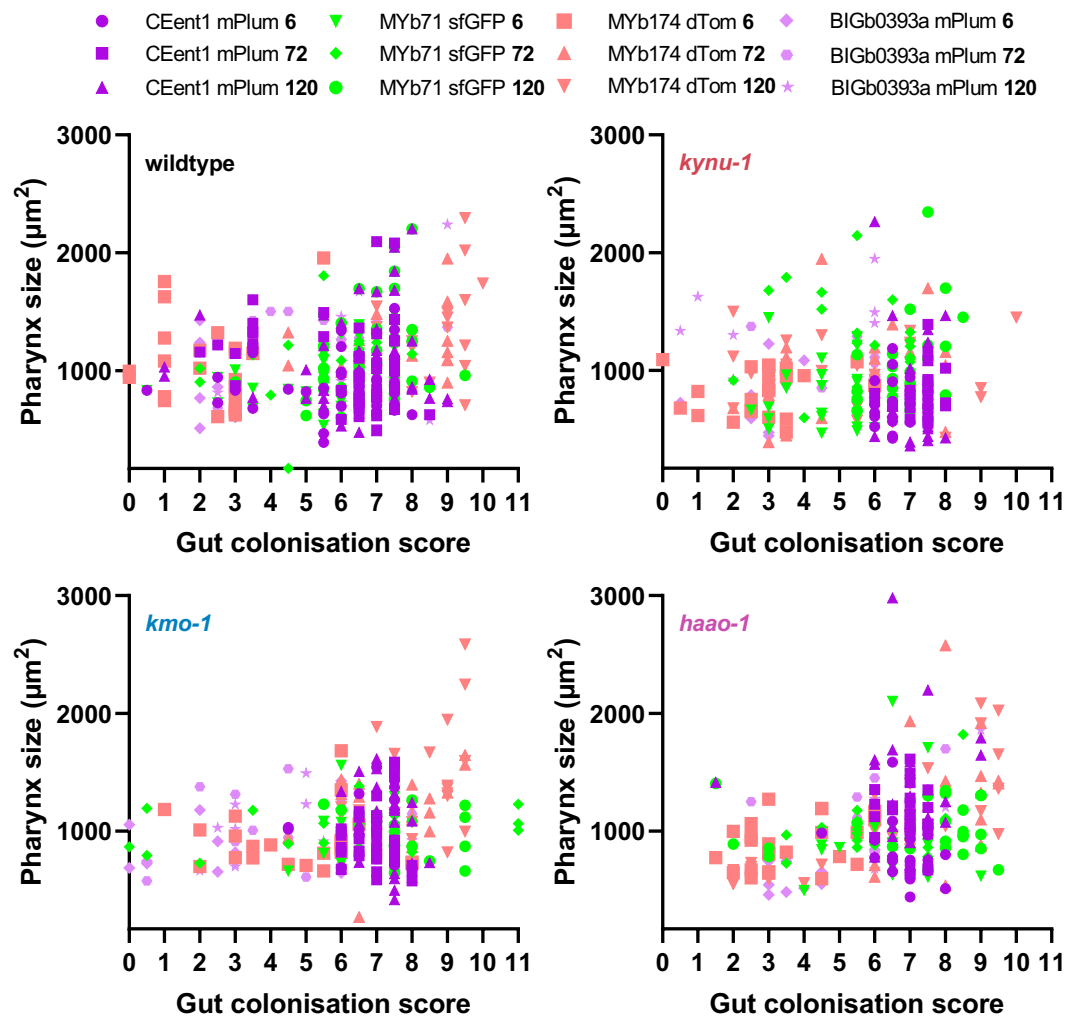 CEent1 mPlum 6 MYb71 sfGFP 6 MYb174 dTom 6 BIGb0393a mPlum 6
CEent1 mPlum 72 MYb71 sfGFP 72 MYb174 dTom 72 BIGb0393a mPlum 72
CEent1 mPlum 120 MYb71 sfGFP 120 MYb174 dTom 120 BIGb0393a mPlum 120
wildtype
Pharynx size (µm²)
3000
2000
1000
0 1 2 3 4 5 6 7 8 9 10 11
Gut colonisation score
kynu-1
Pharynx size (µm²)
3000
2000
1000
0 1 2 3 4 5 6 7 8 9 10 11
Gut colonisation score
kmo-1
Pharynx size (µm²)
3000
2000
1000
0 1 2 3 4 5 6 7 8 9 10 11
Gut colonisation score
haao-1
Pharynx size (µm²)
3000
2000
1000
0 1 2 3 4 5 6 7 8 9 10 11
Gut colonisation score